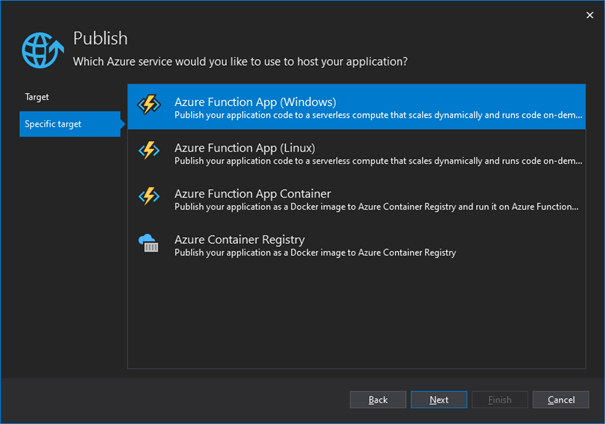 Publish
Which Azure service would you like to use to host your application?
Target
Specific target
Azure Function App (Windows)
Publish your application code to a serverless compute that scales dynamically and runs code on-dem...
Azure Function App (Linux)
Publish your application code to a serverless compute that scales dynamically and runs code on-dem...
Azure Function App Container
Publish your application as a Docker image to Azure Container Registry and run it on Azure Function...
Azure Container Registry
Publish your application as a Docker image to Azure Container Registry
Back
Next
Finish
Cancel